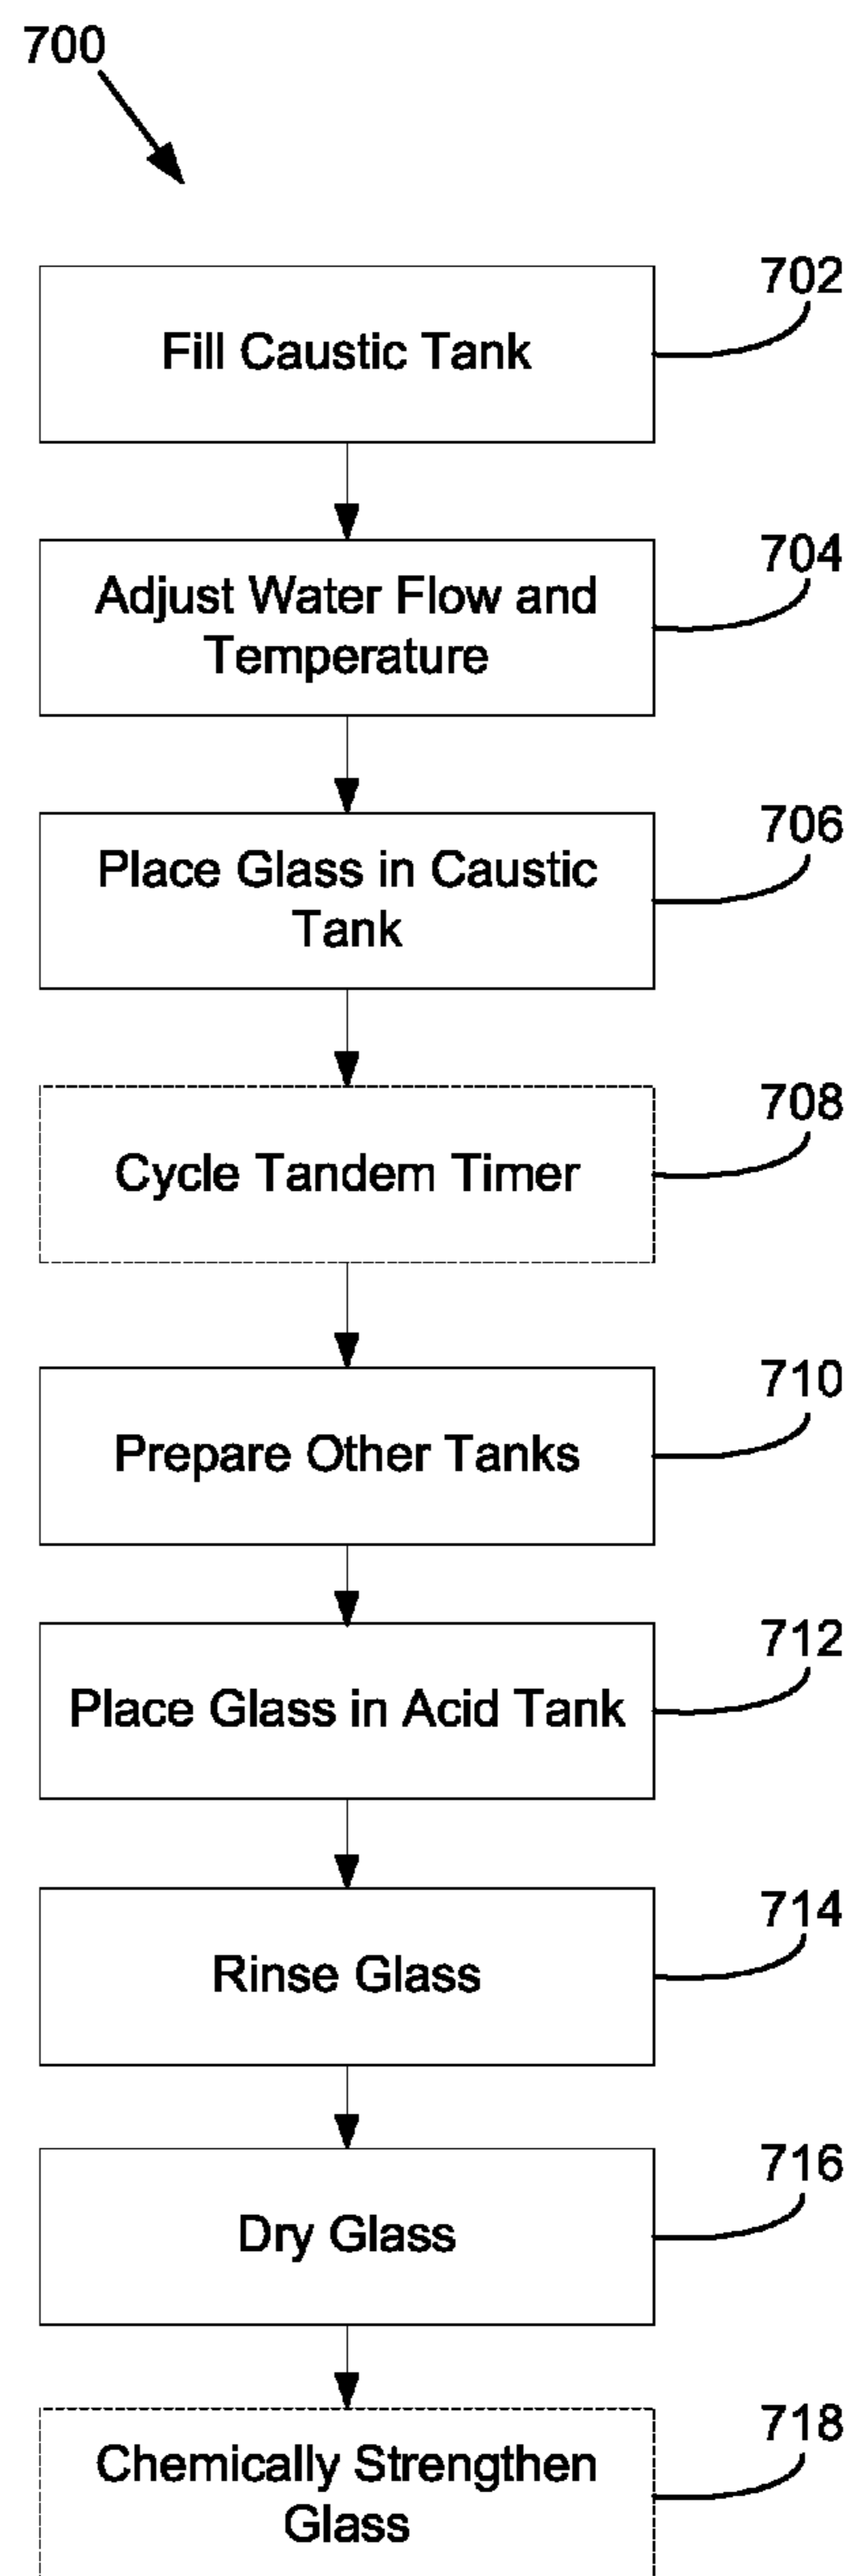 700
702
Fill Caustic Tank
704
Adjust Water Flow and
Temperature
706
Place Glass in Caustic
Tank
708
Cycle Tandem Timer
710
Prepare Other Tanks
712
Place Glass in Acid Tank
714
Rinse Glass
716
Dry Glass
718
Chemically Strengthen
Glass